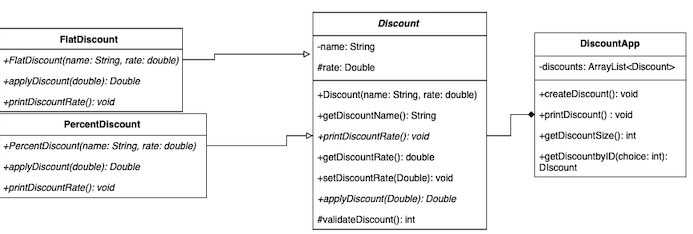 FlatDiscount
+FlatDiscount(name: String, rate: double)
+applyDiscount(double): Double
+printDiscountRate(): void
PercentDiscount
+PercentDiscount(name: String, rate: double)
+applyDiscount(double): Double
+printDiscountRate(): void
Discount
-name: String
#rate: Double
+Discount(name: String, rate: double)
+getDiscountName(): String
+printDiscountRate(): void
+getDiscountRate(): double
+setDiscountRate(Double): void
+applyDiscount(Double): Double
#validateDiscount(): int
DiscountApp
-discounts: ArrayList<Discount>
+createDiscount(): void
+printDiscount() : void
+getDiscountSize(): int
+getDiscountbyID(choice: int):
DIscount